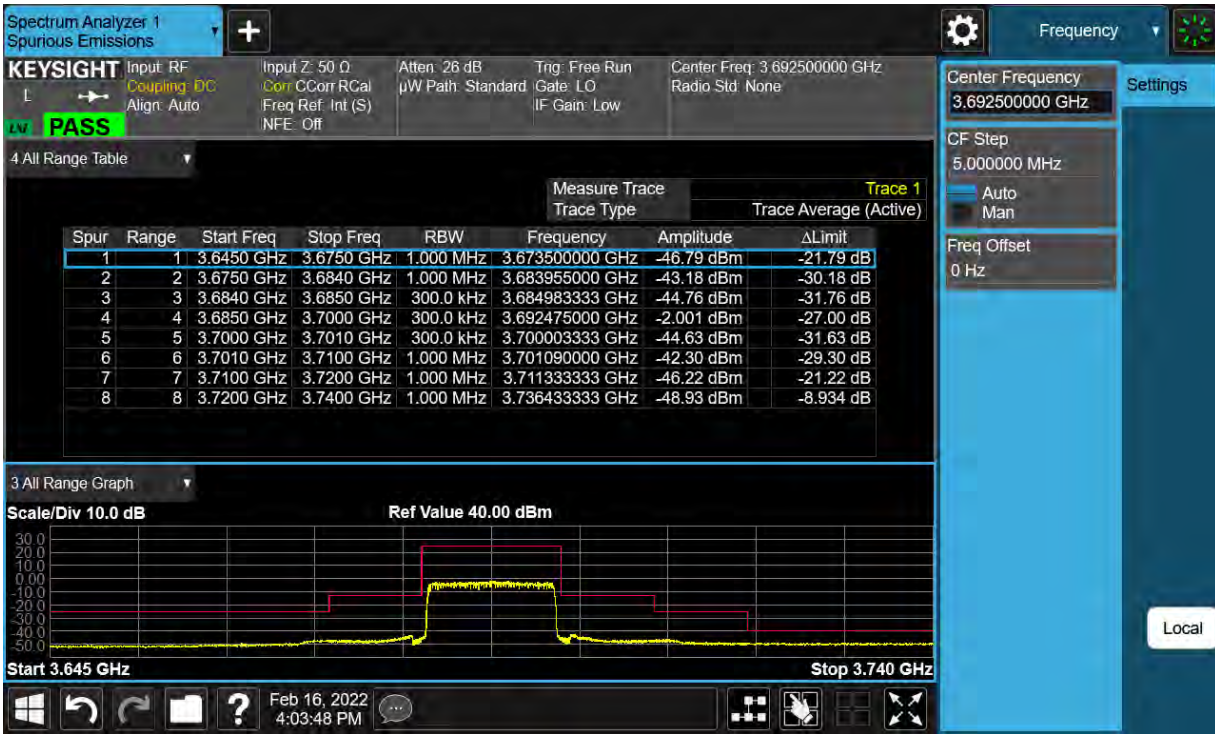 Spectrum Analyzer 1
Spurious Emissions
Frequency
KEYSIGHT
L
LXI
PASS
Input: RF
Coupling: DC
Align: Auto
Input Z: 50 Ω
Corr CCorr RCal
Freq Ref: Int (S)
NFE: Off
Atten: 26 dB
µW Path: Standard
Trig: Free Run
Gate: LO
IF Gain: Low
Center Freq: 3.692500000 GHz
Radio Std: None
Center Frequency
3.692500000 GHz
Settings
CF Step
5.000000 MHz
Auto
Man
Freq Offset
0 Hz
4 All Range Table
Measure Trace Trace 1
Trace Type Trace Average (Active)
Spur Range Start Freq Stop Freq RBW Frequency Amplitude ΔLimit
1 1 3.6450 GHz 3.6750 GHz 1.000 MHz 3.673500000 GHz -46.79 dBm -21.79 dB
2 2 3.6750 GHz 3.6840 GHz 1.000 MHz 3.683955000 GHz -43.18 dBm -30.18 dB
3 3 3.6840 GHz 3.6850 GHz 300.0 kHz 3.684983333 GHz -44.76 dBm -31.76 dB
4 4 3.6850 GHz 3.7000 GHz 300.0 kHz 3.692475000 GHz -2.001 dBm -27.00 dB
5 5 3.7000 GHz 3.7010 GHz 300.0 kHz 3.700003333 GHz -44.63 dBm -31.63 dB
6 6 3.7010 GHz 3.7100 GHz 1.000 MHz 3.701090000 GHz -42.30 dBm -29.30 dB
7 7 3.7100 GHz 3.7200 GHz 1.000 MHz 3.711333333 GHz -46.22 dBm -21.22 dB
8 8 3.7200 GHz 3.7400 GHz 1.000 MHz 3.736433333 GHz -48.93 dBm -8.934 dB
3 All Range Graph
Scale/Div 10.0 dB Ref Value 40.00 dBm
30.0
20.0
10.0
0.00
-10.0
-20.0
-30.0
-40.0
-50.0
Start 3.645 GHz Stop 3.740 GHz
Local
?
Feb 16, 2022
4:03:48 PM